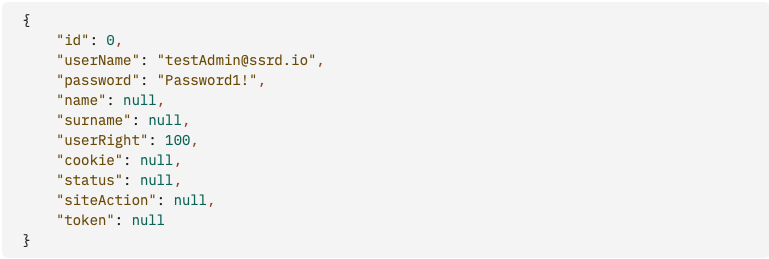 {
    "id": 0,
    "userName": "testAdmin@ssrd.io",
    "password": "Password1!",
    "name": null,
    "surname": null,
    "userRight": 100,
    "cookie": null,
    "status": null,
    "siteAction": null,
    "token": null
}